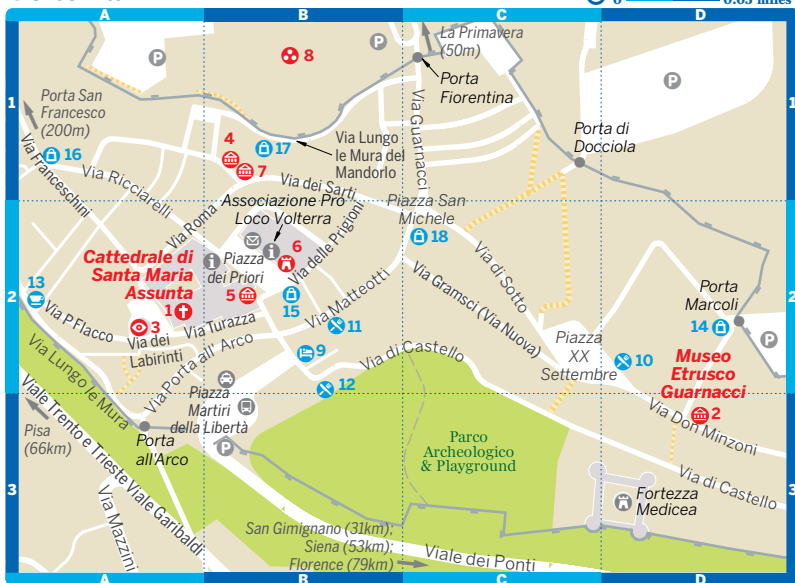 0
0.05 miles
A
B
C
D
1
2
3
1
2
3
La Primavera
(50m)
P
P
P
8
Porta
Fiorentina
Porta San
Francesco
(200m)
Via Guarnacci
Porta di
Docciola
Via Lungo
le Mura del
Mandorlo
4
17
7
16
Via Franceschini
Via Ricciarelli
Via dei Sarti
Associazione Pro
Loco Volterra
Piazza San
Michele
18
Via Roma
Via delle Prigioni
6
Cattedrale di
Santa Maria
Assunta
Piazza
dei Priori
Via di Sotto
Via Gramsci (Via Nuova)
Porta
Marcoli
13
1
5
15
Via Matteotti
11
14
P
Via P Flacco
3
Via dei
Labirinti
Via Turazza
9
Via di Castello
Piazza
XX
Settembre
10
Museo
Etrusco
Guarnacci
2
Via Lungo le Mura
Via Porta all' Arco
12
Viale Trento e Trieste
Viale Garibaldi
Piazza
Martiri
della Libertà
Pisa
(66km)
Porta
all'Arco
P
Parco
Archeologico
& Playground
Via Don Minzoni
Via di Castello
Fortezza
Medicea
Via Mazzini
San Gimignano (31km);
Siena (53km);
Florence (79km)
Viale dei Ponti
A
B
C
D